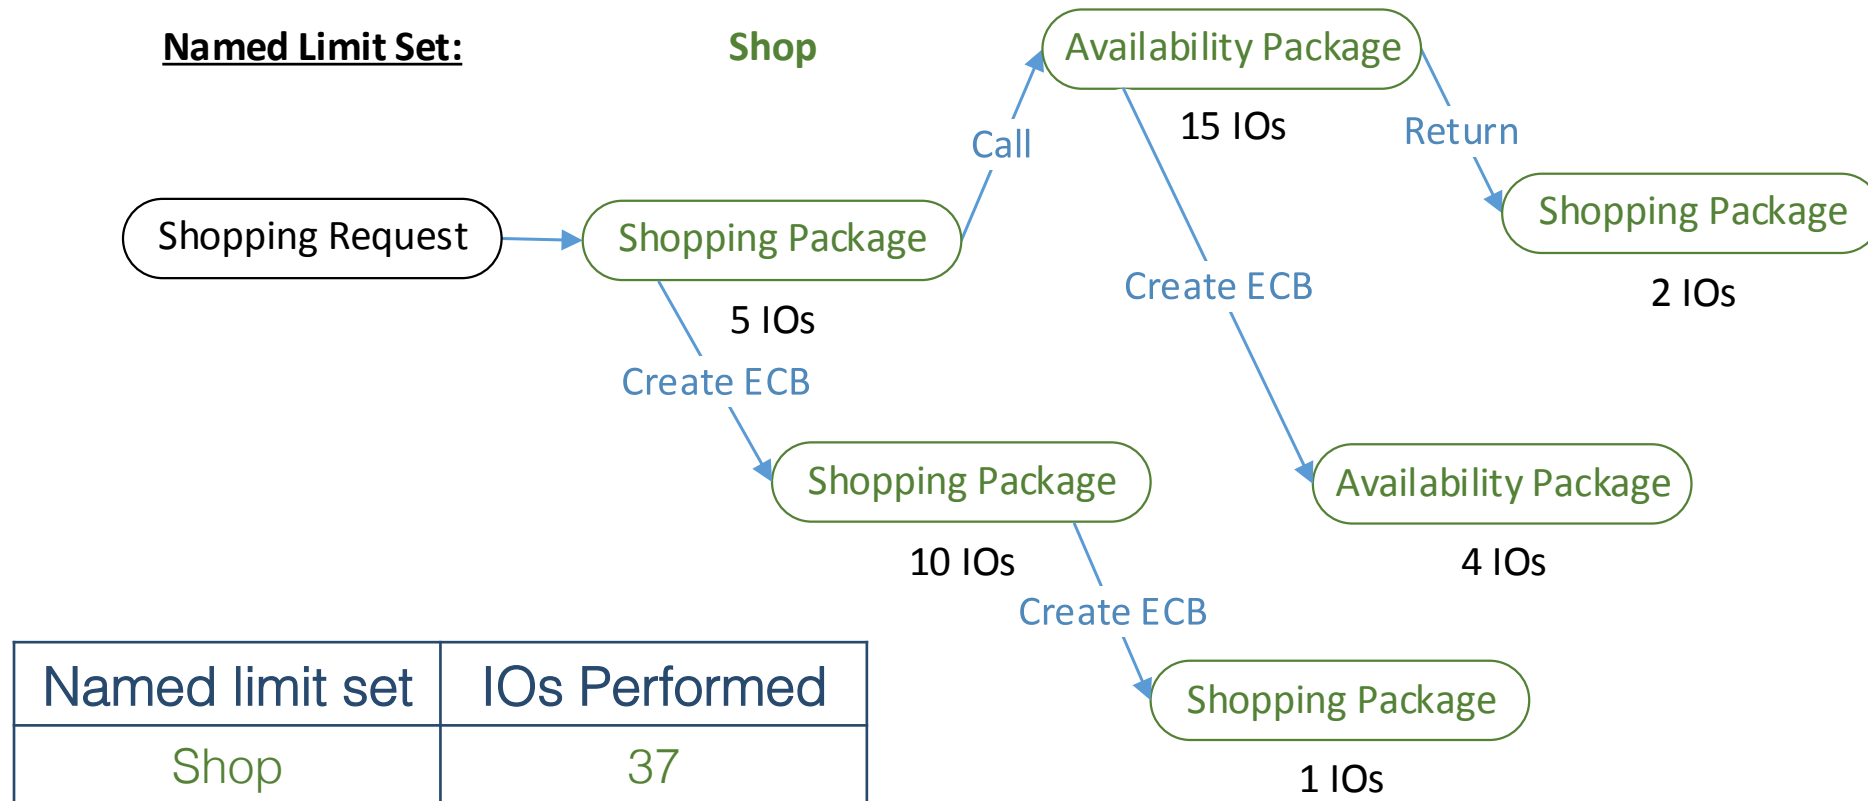 Named Limit Set:
Shop
Availability Package
15 IOs
Call
Return
Shopping Request
Shopping Package
5 IOs
Shopping Package
2 IOs
Create ECB
Create ECB
Shopping Package
10 IOs
Availability Package
4 IOs
Create ECB
Shopping Package
1 IOs
Named limit set
IOs Performed
Shop
37